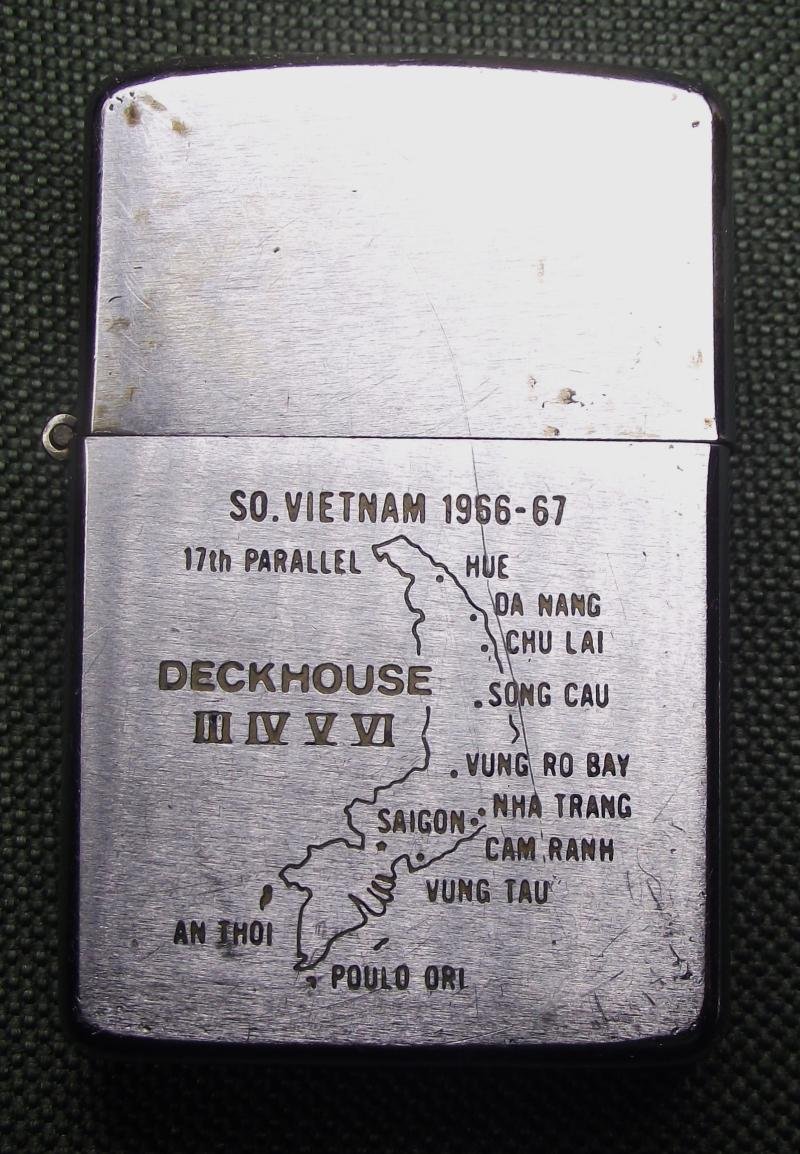 SO. VIETNAM 1966-67
17th PARALLEL
HUE
DA NANG
CHU LAI
DECKHOUSE
III IV V VI
SONG CAU
VUNG RO BAY
NHA TRANG
SAIGON
CAM RANH
VUNG TAU
AN THOI
POULO ORI